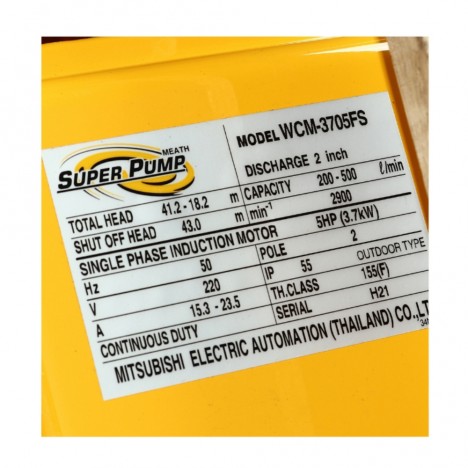 MEATH
SUPER PUMP
MODEL WCM-3705FS
DISCHARGE 2 inch
TOTAL HEAD 41.2 - 18.2 m CAPACITY 200 - 500 ℓ/min
SHUT OFF HEAD 43.0 m min⁻¹ 2900
SINGLE PHASE INDUCTION MOTOR 5HP (3.7kW)
Hz 50 POLE 2
V 220 IP 55 OUTDOOR TYPE
A 15.3 - 23.5 TH.CLASS 155(F)
CONTINUOUS DUTY SERIAL H21
MITSUBISHI ELECTRIC AUTOMATION (THAILAND) CO.,LT